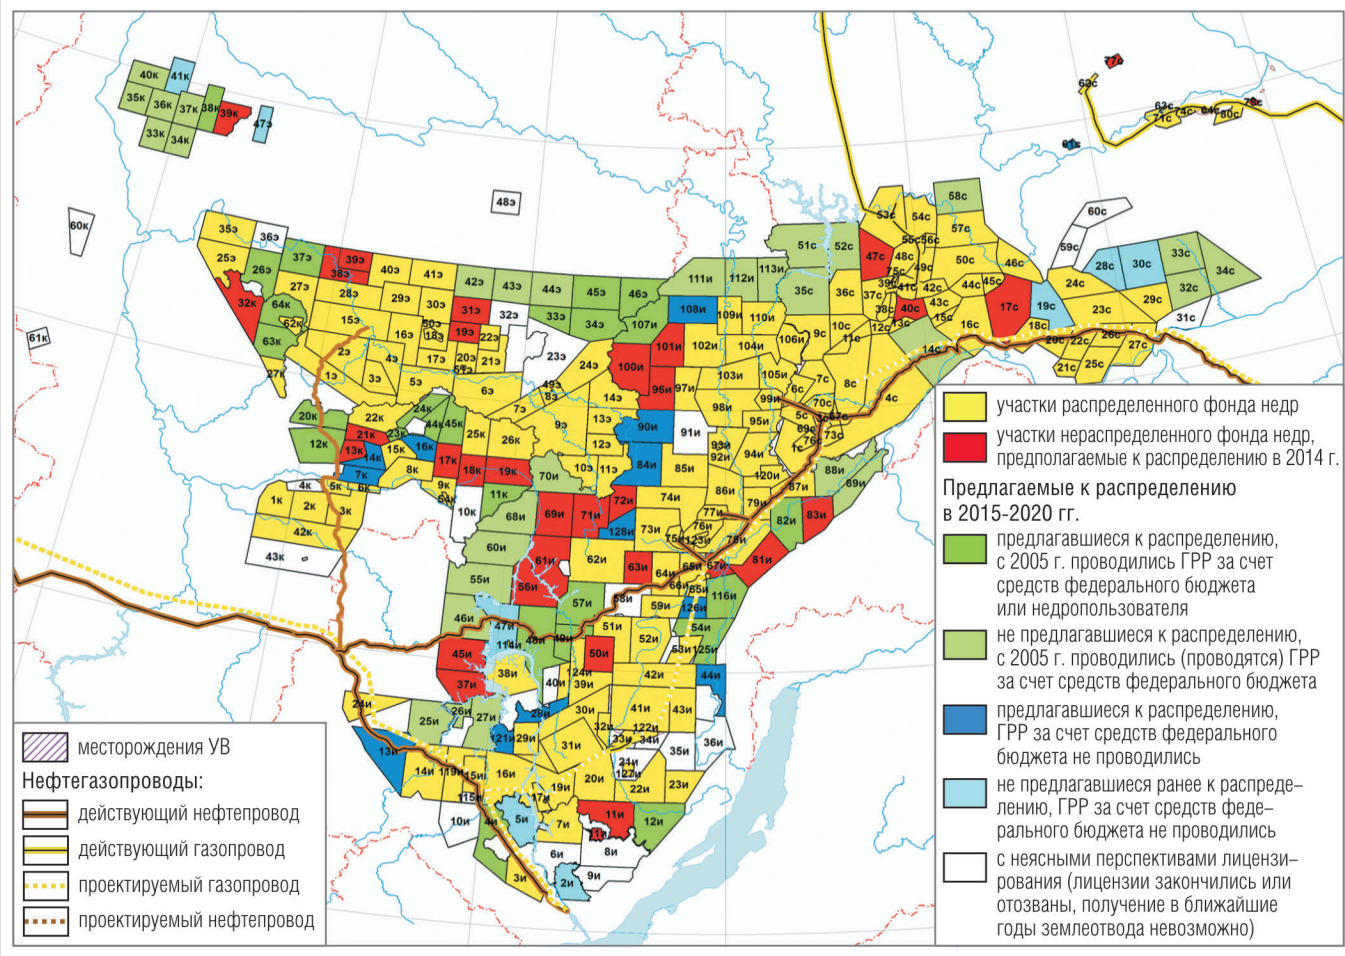 40к 41к
35к 36к 37к 38к 39к 47э
33к 34к
60к
48э
61к
35э 36э
25э 26э 37э 38э 39э 40э 41э 42э 43э 44э 45э 46э
32к 64к 27э 28э 29э 30э 31э 32э 33э 34э 107и
62к 15э 16э 50э 18э 19э 22э
63к 2э 4э 17э 20э 21э 23э 24э
27к 1э 3э 5э 6э 49э 8э 14э
7э 9э 13э
12э
10э 11э
20к 22к 24к 44к 45к 25к 26к
12к 21к 23к 13к 14к 15к 16к 17к 18к 19к
7к 8к 9к
4к 5к 6к
1к 2к 3к 10к 11к
42к
43к
77с
62с
63с 74с 64с 78с
71с 80с
61с
58с
53с 54с 57с
55с 56с
60с
59с
51с 52с 47с 48с 49с 50с 46с
75с
28с 30с 33с 34с
32с
35с 36с 37с 39с 41с 42с 44с 45с 24с
38с 40с 43с 17с 19с 23с 29с 31с
9с 10с 11с 12с 13с 15с 16с 18с
14с 20с 22с 26с 27с
21с 25с
6с 7с 8с 4с
70с
5с 67с
69с 76с 73с
1с
111и 112и 113и
108и 109и 110и
101и 102и 104и 106и
100и 103и 105и
96и 97и 98и 99и
90и 91и 93и 95и
92и 94и
84и 85и 86и 120и 87и 88и 89и
70и
68и 69и 71и 72и 74и 79и 82и 83и
128и 73и 77и 76и
75и 123и 78и
60и 61и 62и 63и 64и 65и 67и 81и
55и 56и 57и 58и 59и 66и 126и 116и
46и 47и 48и 49и 51и 52и 54и
114и 53и 125и
45и 50и
37и 38и 40и 124и 39и 42и 44и
24и 25и 26и 27и 28и 30и 41и 43и
13и 121и 29и 31и 32и 122и 33и 34и 35и 36и
14и 119и 15и 16и 21и 127и
115и 17и 19и 20и 22и 23и
10и 4и 5и 7и 11и 12и
6и 8и
3и 2и 9и
участки распределенного фонда недр
участки нераспределенного фонда недр,
предполагаемые к распределению в 2014 г.
Предлагаемые к распределению
в 2015-2020 гг.
предлагавшиеся к распределению,
с 2005 г. проводились ГРР за счет
средств федерального бюджета
или недропользователя
не предлагавшиеся к распределению,
с 2005 г. проводились (проводятся) ГРР
за счет средств федерального бюджета
предлагавшиеся к распределению,
ГРР за счет средств федерального
бюджета не проводились
не предлагавшиеся ранее к распреде–
лению, ГРР за счет средств феде–
рального бюджета не проводились
с неясными перспективами лицензи–
рования (лицензии закончились или
отозваны, получение в ближайшие
годы землеотвода невозможно)
месторождения УВ
Нефтегазопроводы:
действующий нефтепровод
действующий газопровод
проектируемый газопровод
проектируемый нефтепровод